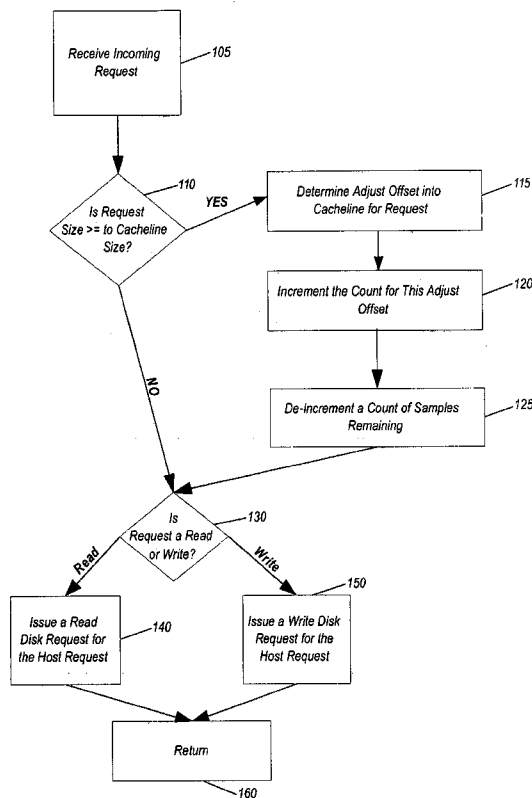 Receive Incoming
Request
105
110
Is Request
Size >= to Cacheline
Size?
YES
Determine Adjust Offset into
Cacheline for Request
115
Increment the Count for This Adjust
Offset
120
NO
De-Increment a Count of Samples
Remaining
125
Is
Request a Read
or Write?
130
Read
Write
Issue a Read
Disk Request for
the Host Request
140
150
Issue a Write Disk
Request for the
Host Request
Return
160